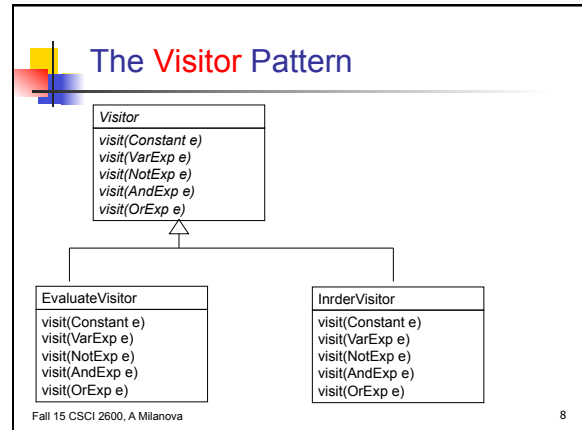 The Visitor Pattern
Visitor
visit(Constant e)
visit(VarExp e)
visit(NotExp e)
visit(AndExp e)
visit(OrExp e)
EvaluateVisitor
visit(Constant e)
visit(VarExp e)
visit(NotExp e)
visit(AndExp e)
visit(OrExp e)
InrderVisitor
visit(Constant e)
visit(VarExp e)
visit(NotExp e)
visit(AndExp e)
visit(OrExp e)
Fall 15 CSCI 2600, A Milanova
8